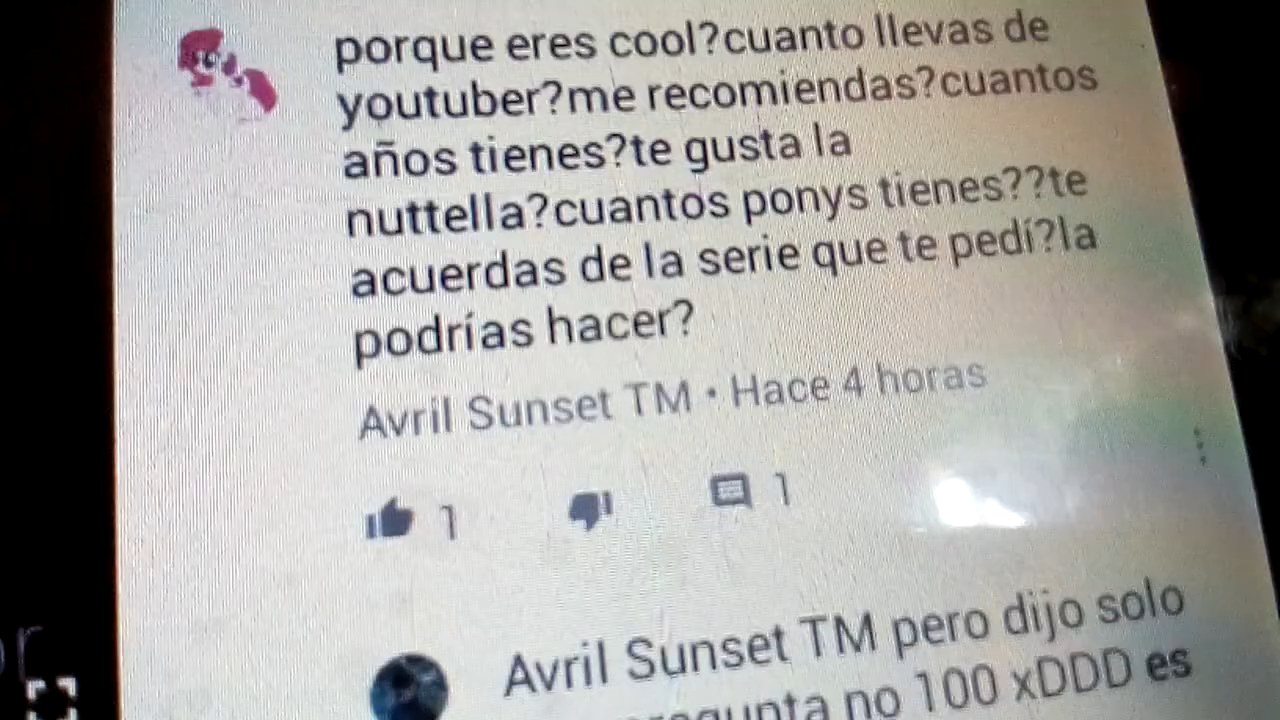 porque eres cool?cuanto llevas de
youtuber?me recomiendas?cuantos
años tienes?te gusta la
nuttella?cuantos ponys tienes??te
acuerdas de la serie que te pedí?la
podrías hacer?
Avril Sunset TM • Hace 4 horas
1 1
Avril Sunset TM pero dijo solo
no 100 xDDD es